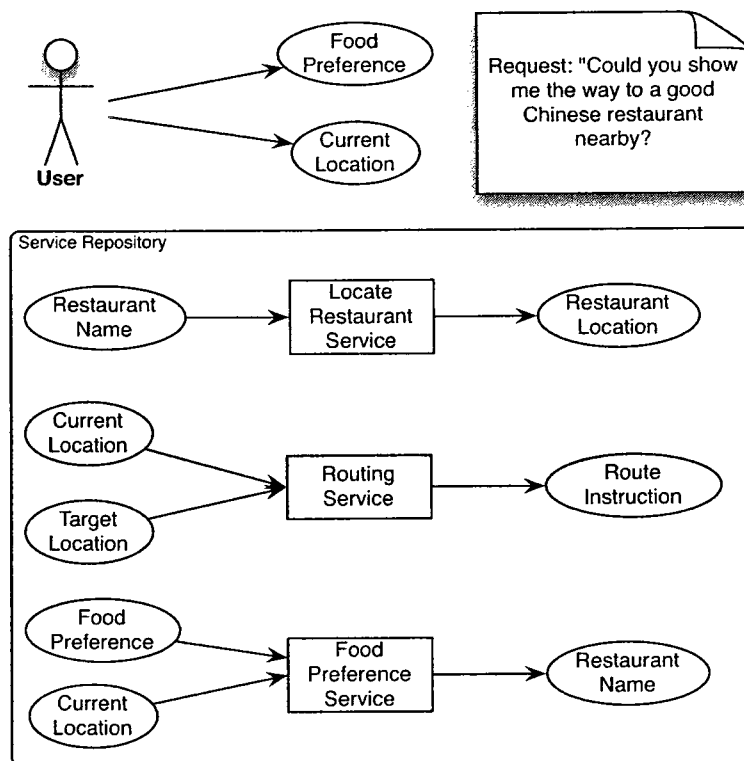 Food
Preference
Current
Location
User
Request: "Could you show
me the way to a good
Chinese restaurant
nearby?
Service Repository
Restaurant
Name
Locate
Restaurant
Service
Restaurant
Location
Current
Location
Target
Location
Routing
Service
Route
Instruction
Food
Preference
Current
Location
Food
Preference
Service
Restaurant
Name